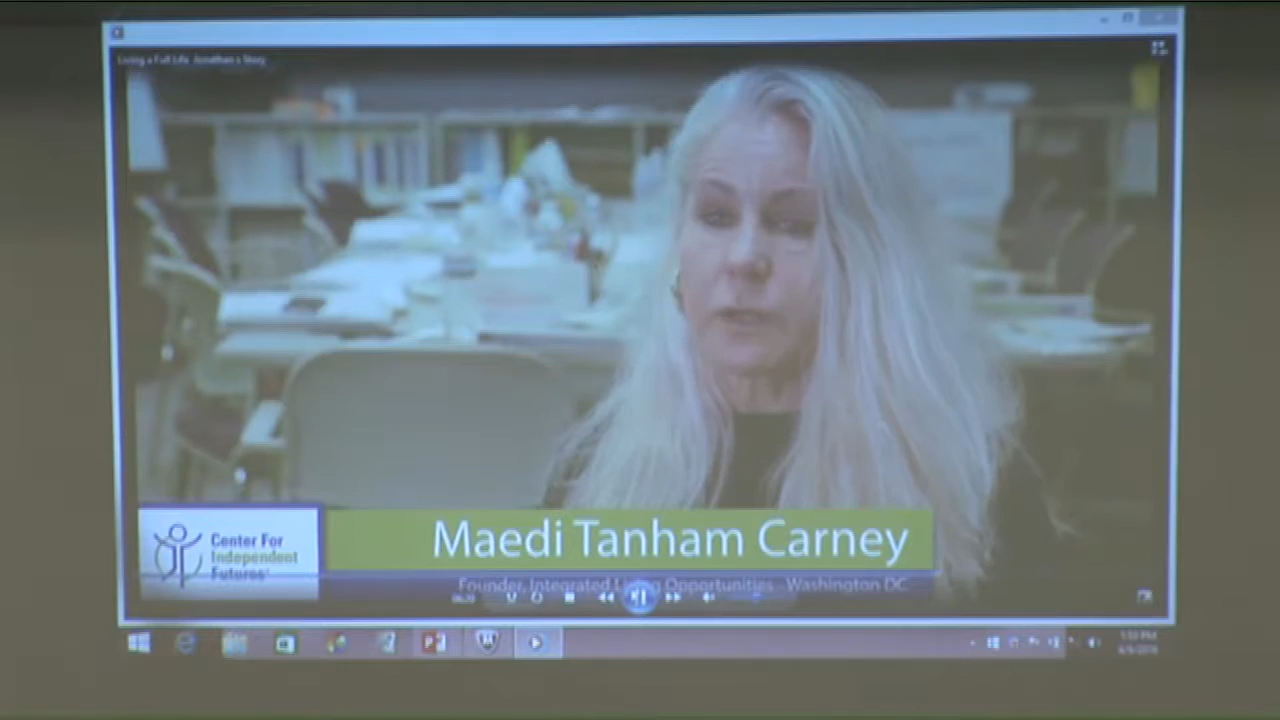 Living a Full Life Jonathan's Story
Maedi Tanham Carney
Center For
Independent
Futures
Founder, Integrated Living Opportunities - Washington DC